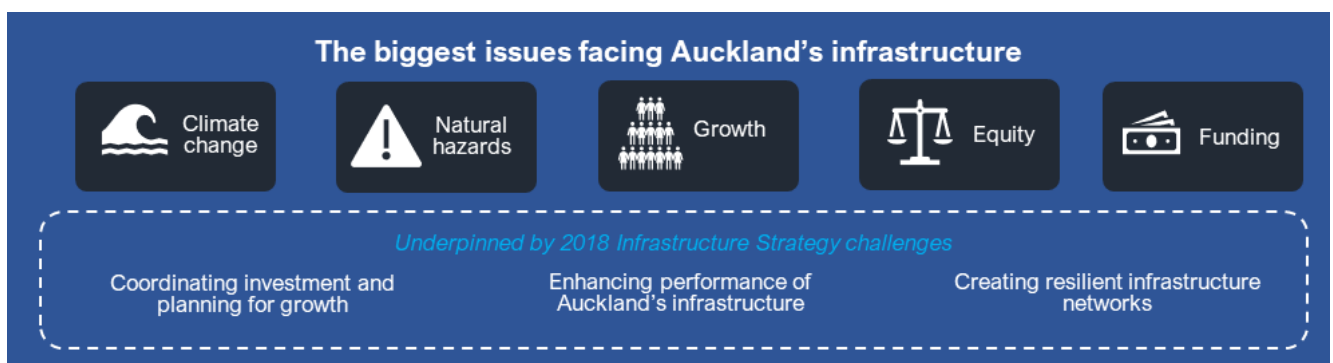 The biggest issues facing Auckland’s infrastructure
Climate
change
Natural
hazards
Growth
Equity
Funding
Underpinned by 2018 Infrastructure Strategy challenges
Coordinating investment and
planning for growth
Enhancing performance of
Auckland’s infrastructure
Creating resilient infrastructure
networks